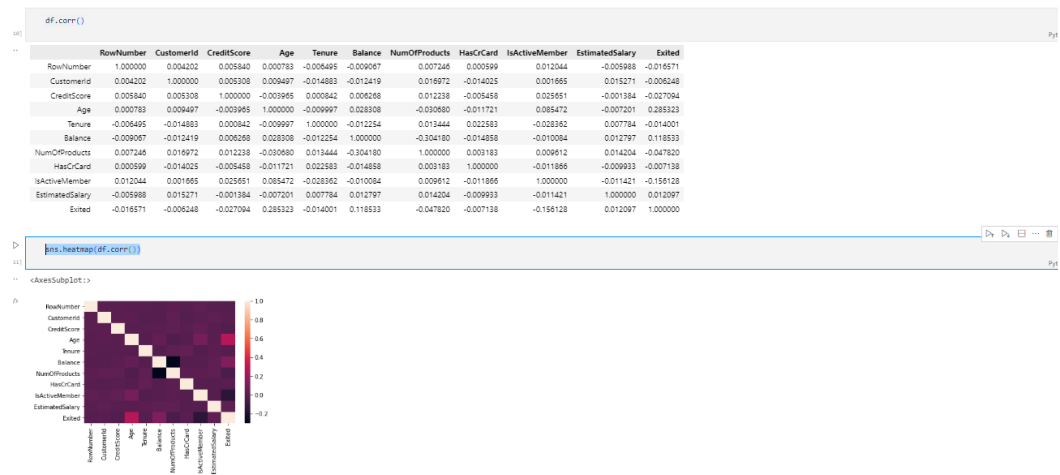 df.corr()
10]
Pyt
RowNumber CustomerId CreditScore Age Tenure Balance NumOfProducts HasCrCard IsActiveMember EstimatedSalary Exited
RowNumber 1.000000 0.004202 0.005840 0.000783 -0.006495 -0.009067 0.007246 0.000599 0.012044 -0.005988 -0.016571
CustomerId 0.004202 1.000000 0.005308 0.009497 -0.014883 -0.012419 0.016972 -0.014025 0.001665 0.015271 -0.006248
CreditScore 0.005840 0.005308 1.000000 -0.003965 0.000842 0.006268 0.012238 -0.005458 0.025651 -0.001384 -0.027094
Age 0.000783 0.009497 -0.003965 1.000000 -0.009997 0.028308 -0.030680 -0.011721 0.085472 -0.007201 0.285323
Tenure -0.006495 -0.014883 0.000842 -0.009997 1.000000 -0.012254 0.013444 0.022583 -0.028362 0.007784 -0.014001
Balance -0.009067 -0.012419 0.006268 0.028308 -0.012254 1.000000 -0.304180 -0.014858 -0.010084 0.012797 0.118533
NumOfProducts 0.007246 0.016972 0.012238 -0.030680 0.013444 -0.304180 1.000000 0.003183 0.009612 0.014204 -0.047820
HasCrCard 0.000599 -0.014025 -0.005458 -0.011721 0.022583 -0.014858 0.003183 1.000000 -0.011866 -0.009933 -0.007138
IsActiveMember 0.012044 0.001665 0.025651 0.085472 -0.028362 -0.010084 0.009612 -0.011866 1.000000 -0.011421 -0.156128
EstimatedSalary -0.005988 0.015271 -0.001384 -0.007201 0.007784 0.012797 0.014204 -0.009933 -0.011421 1.000000 0.012097
Exited -0.016571 -0.006248 -0.027094 0.285323 -0.014001 0.118533 -0.047820 -0.007138 -0.156128 0.012097 1.000000
sns.heatmap(df.corr())
11]
Pyt
<AxesSubplot:>
RowNumber
CustomerId
CreditScore
Age
Tenure
Balance
NumOfProducts
HasCrCard
IsActiveMember
EstimatedSalary
Exited
1.0
0.8
0.6
0.4
0.2
0.0
-0.2
RowNumber
CustomerId
CreditScore
Age
Tenure
Balance
NumOfProducts
HasCrCard
IsActiveMember
EstimatedSalary
Exited